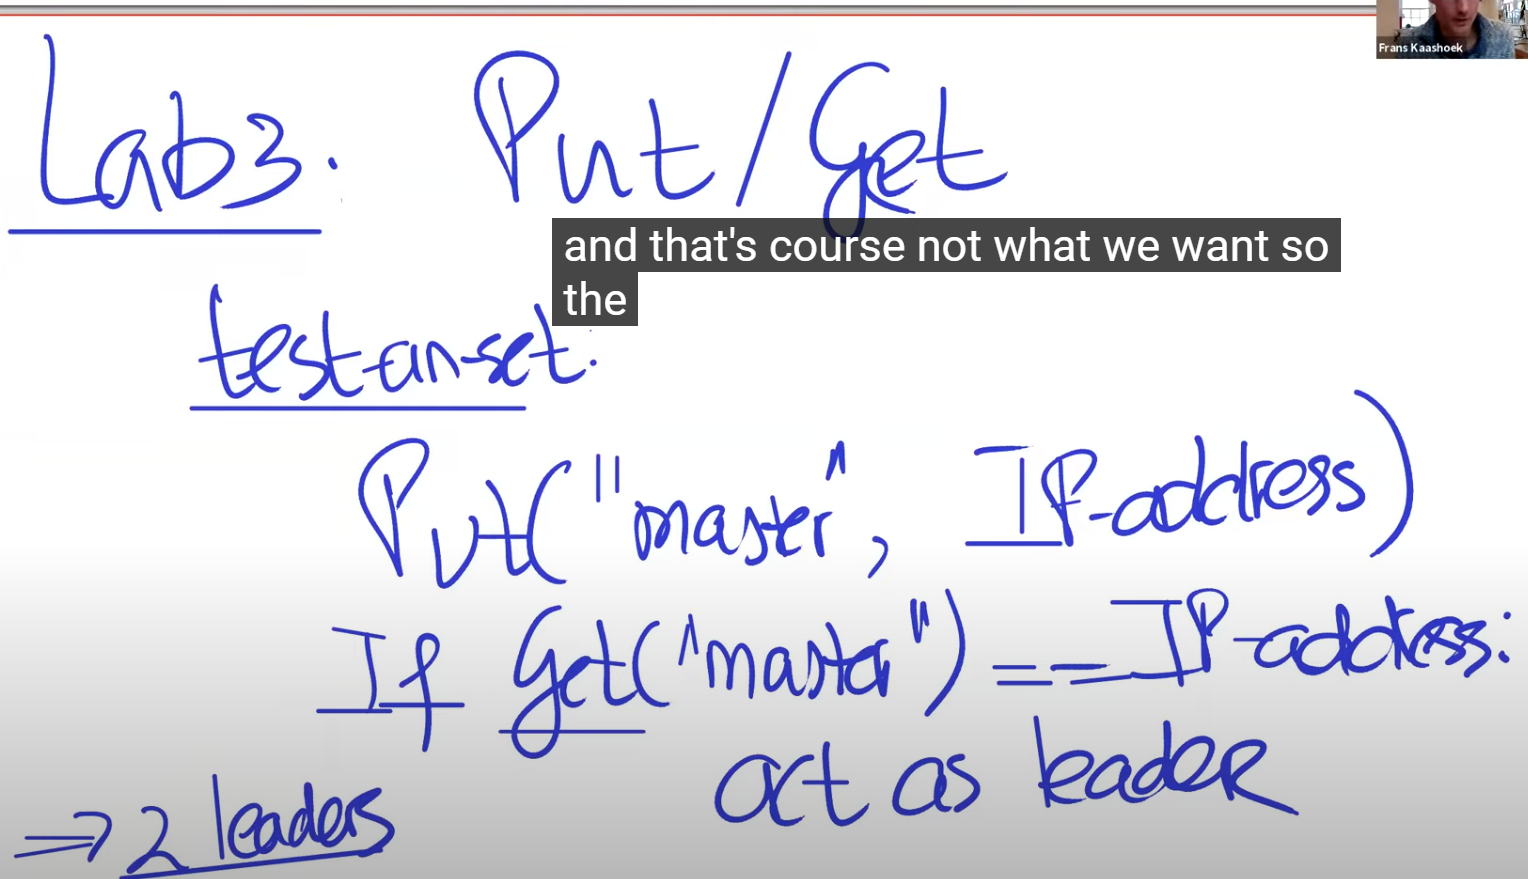 Frans Kaashoek
Lab3: Put/Get
and that's course not what we want so
the
test-an-set:
Put("master", IP-address)
If Get("master") == IP-address:
act as leader
=> 2 leaders